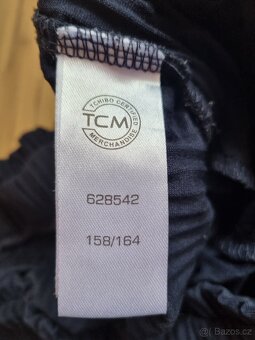 TCHIBO CERTIFIED
TCM
MERCHANDISE
628542
158/164
Bazos.cz